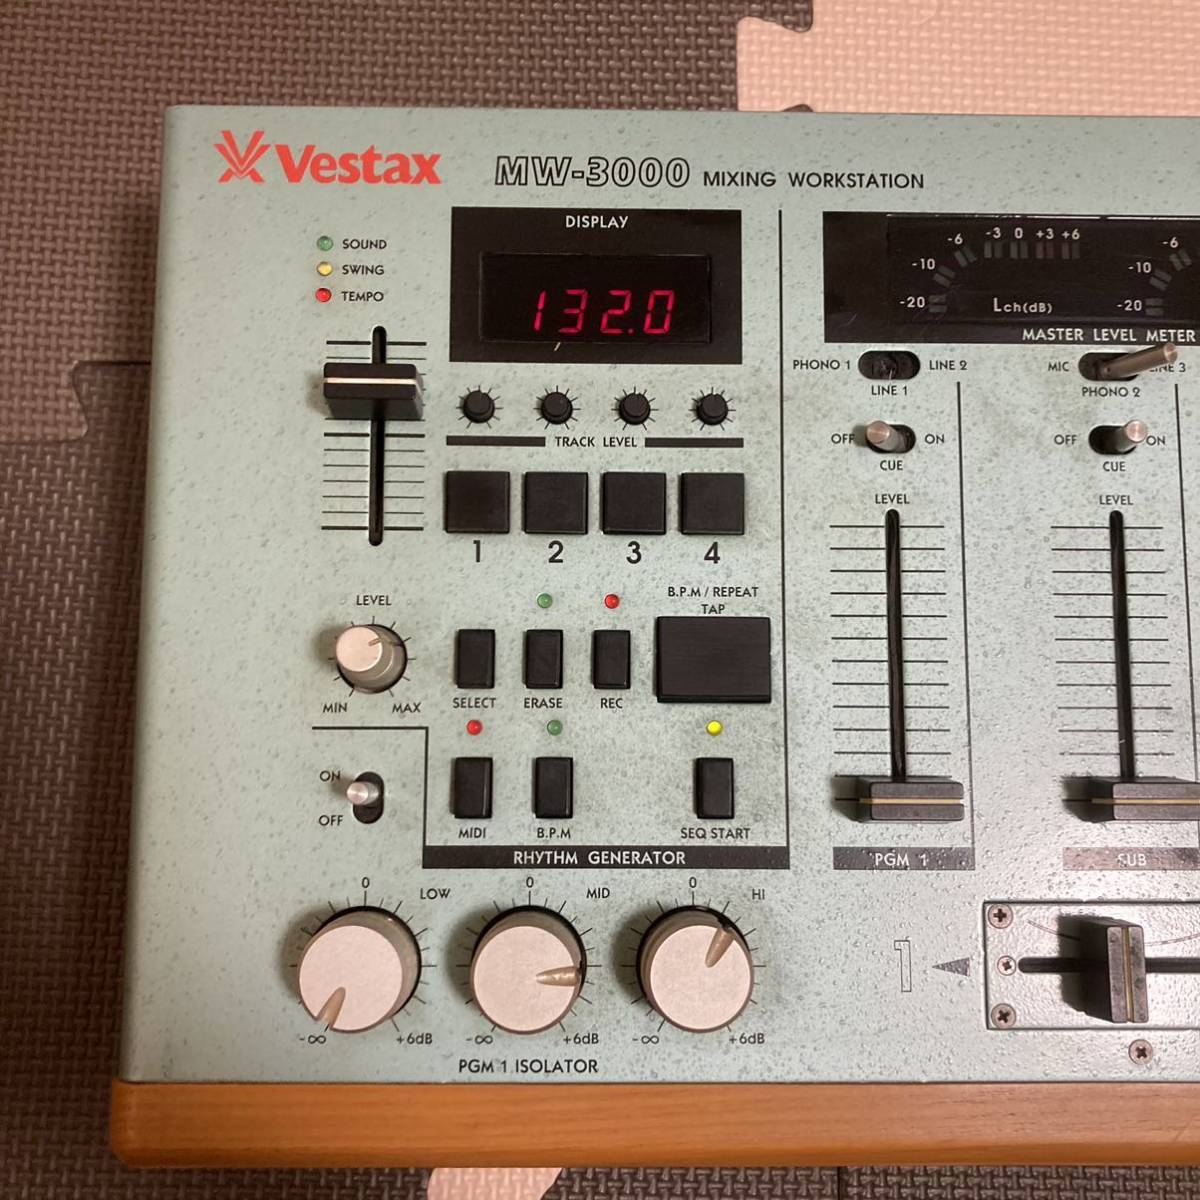 Vestax MW-3000 MIXING WORKSTATION
DISPLAY
SOUND
SWING
TEMPO
132.0
-20 -10 -6 -3 0 +3 +6
Lch(dB)
-20 -10 -6
MASTER LEVEL METER
PHONO 1 LINE 2
LINE 1
MIC LINE 3
PHONO 2
TRACK LEVEL
OFF ON
CUE
OFF ON
CUE
LEVEL
LEVEL
1 2 3 4
B.P.M / REPEAT
TAP
LEVEL
MIN MAX
SELECT ERASE REC
ON
OFF
MIDI B.P.M SEQ START
RHYTHM GENERATOR
PGM 1
SUB
0 LOW
0 MID
0 HI
1
-∞ +6dB
-∞ +6dB
-∞ +6dB
PGM 1 ISOLATOR